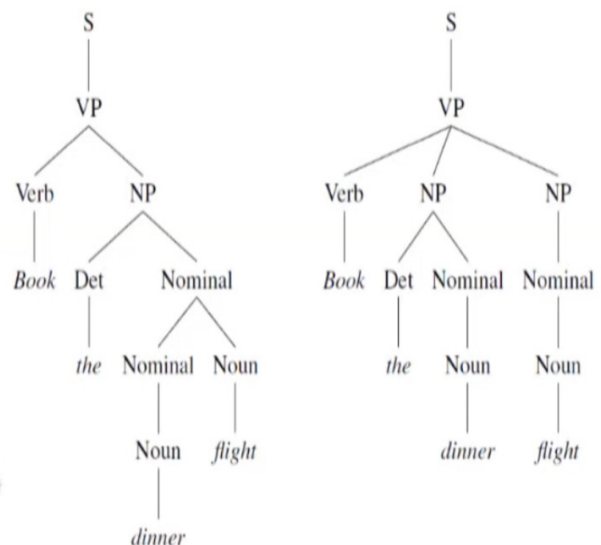 S S
VP VP
Verb NP Verb NP NP
Book Det Nominal Book Det Nominal Nominal
the Nominal Noun the Noun Noun
Noun flight dinner flight
dinner